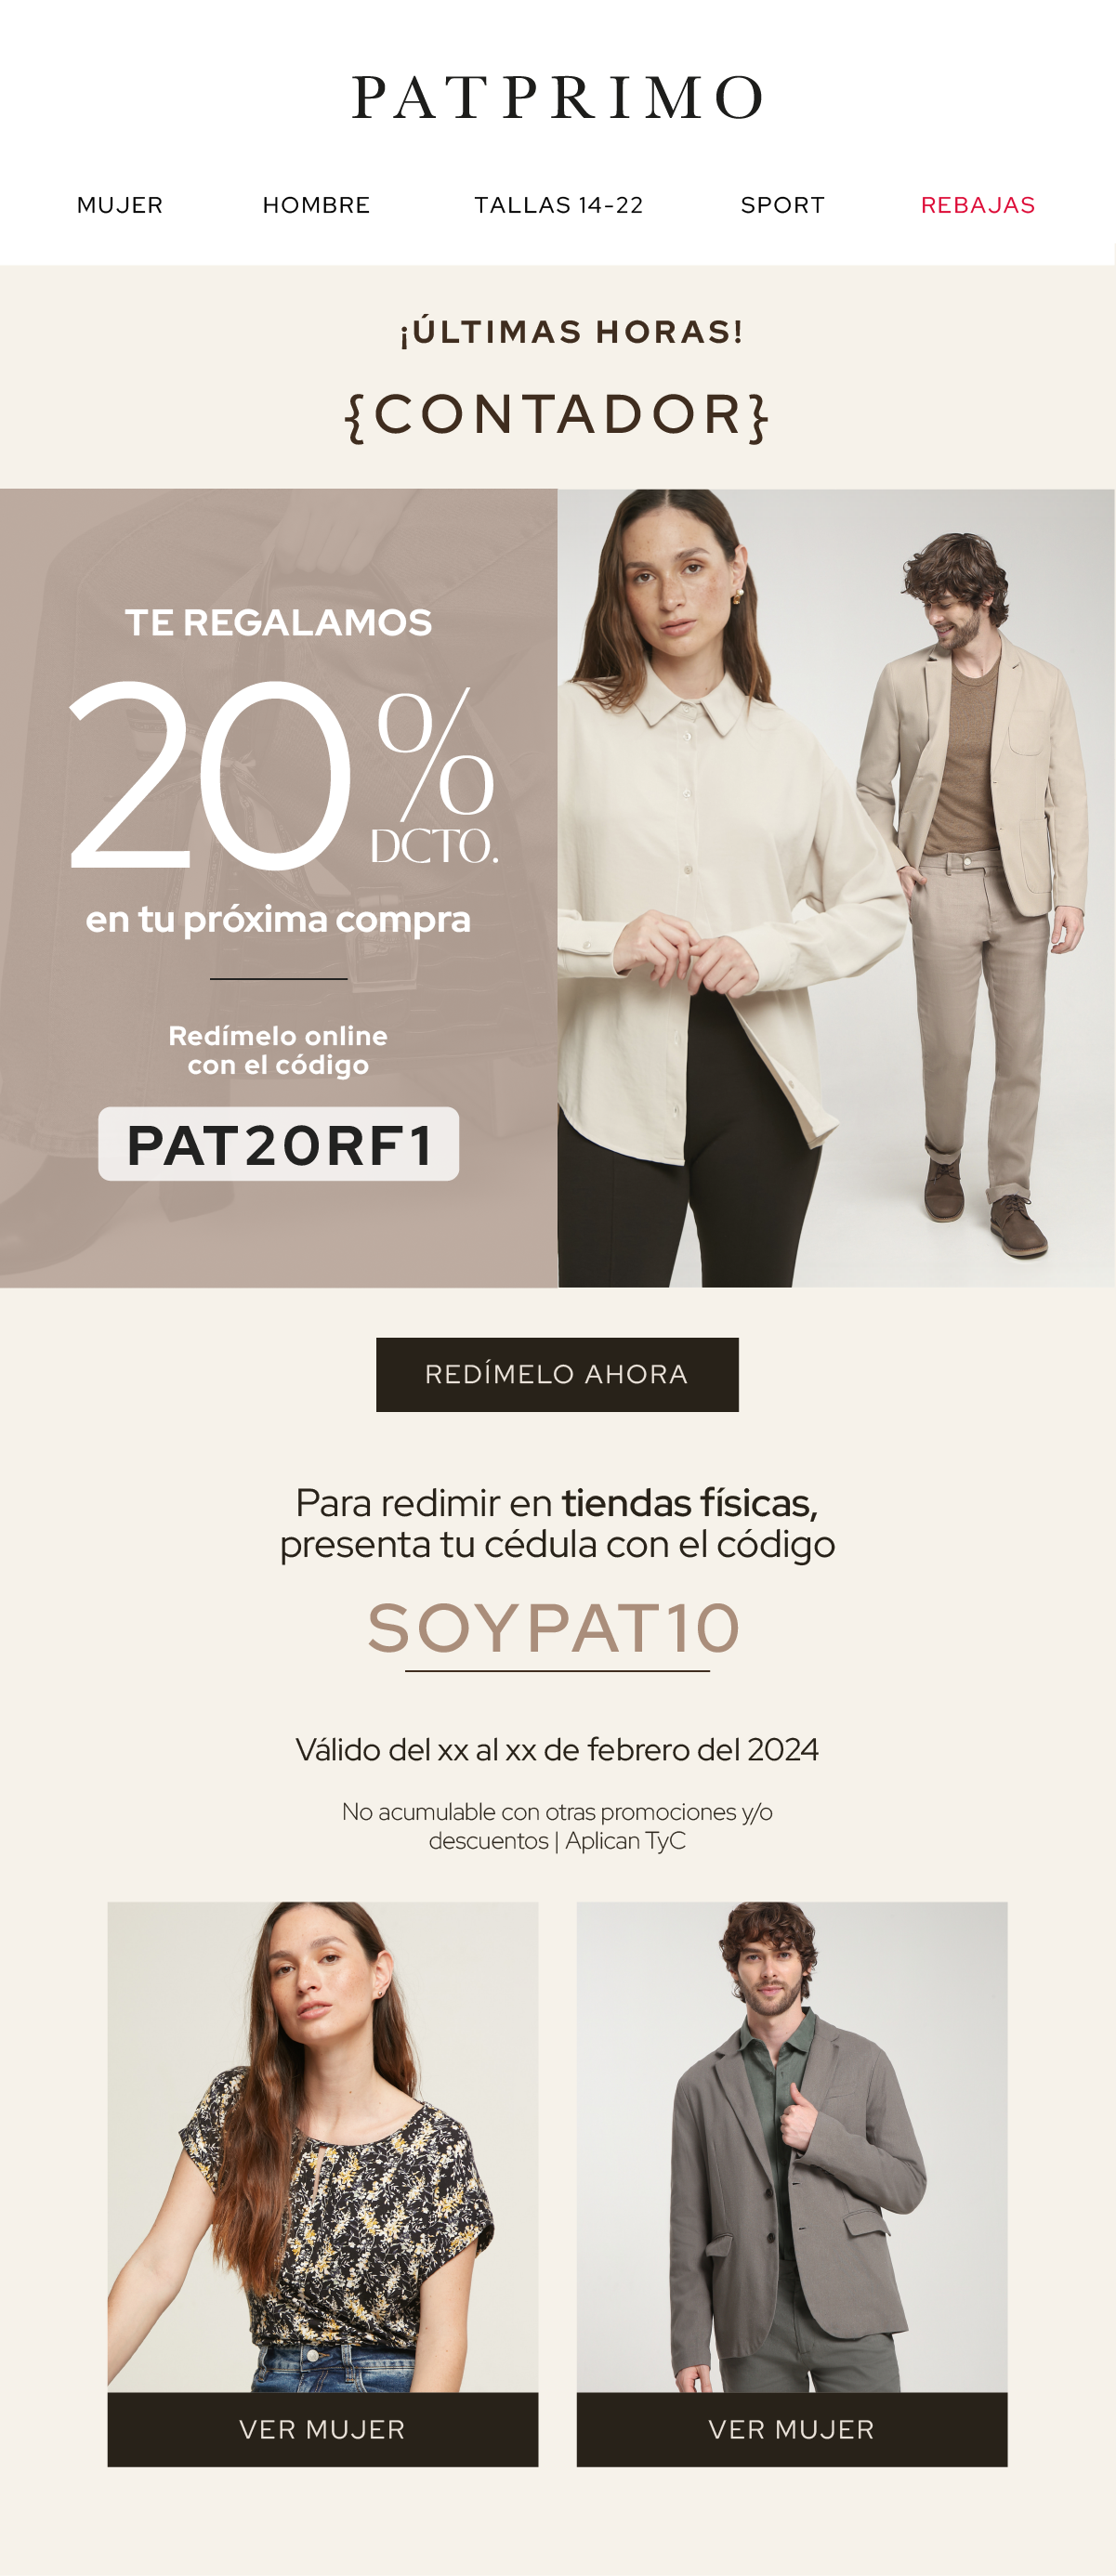 PATPRIMO
MUJER HOMBRE TALLAS 14-22 SPORT REBAJAS
¡ÚLTIMAS HORAS!
{CONTADOR}
TE REGALAMOS
20%
DCTO.
en tu próxima compra
Redímelo online
con el código
PAT20RF1
REDÍMELO AHORA
Para redimir en tiendas físicas,
presenta tu cédula con el código
SOYPAT10
Válido del xx al xx de febrero del 2024
No acumulable con otras promociones y/o
descuentos | Aplican TyC
VER MUJER
VER MUJER